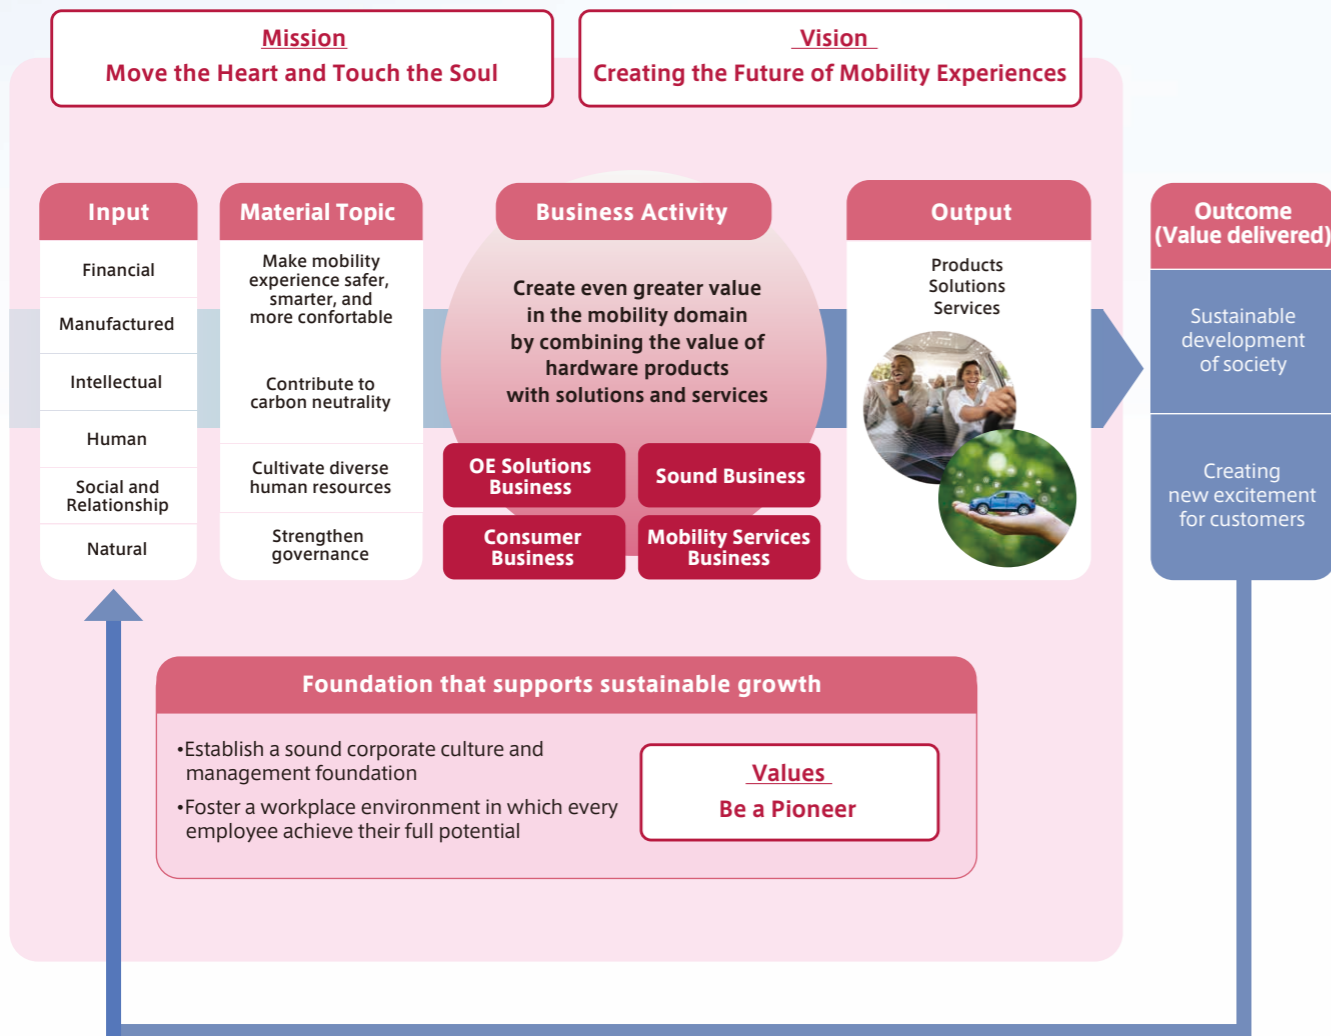 Mission
Move the Heart and Touch the Soul
Vision
Creating the Future of Mobility Experiences
Input
Financial
Manufactured
Intellectual
Human
Social and
Relationship
Natural
Material Topic
Make mobility
experience safer,
smarter, and
more confortable
Contribute to
carbon neutrality
Cultivate diverse
human resources
Strengthen
governance
Business Activity
Create even greater value
in the mobility domain
by combining the value of
hardware products
with solutions and services
OE Solutions
Business
Sound Business
Consumer
Business
Mobility Services
Business
Output
Products
Solutions
Services
Outcome
(Value delivered)
Sustainable
development
of society
Creating
new excitement
for customers
Foundation that supports sustainable growth
•Establish a sound corporate culture and
management foundation
•Foster a workplace environment in which every
employee achieve their full potential
Values
Be a Pioneer